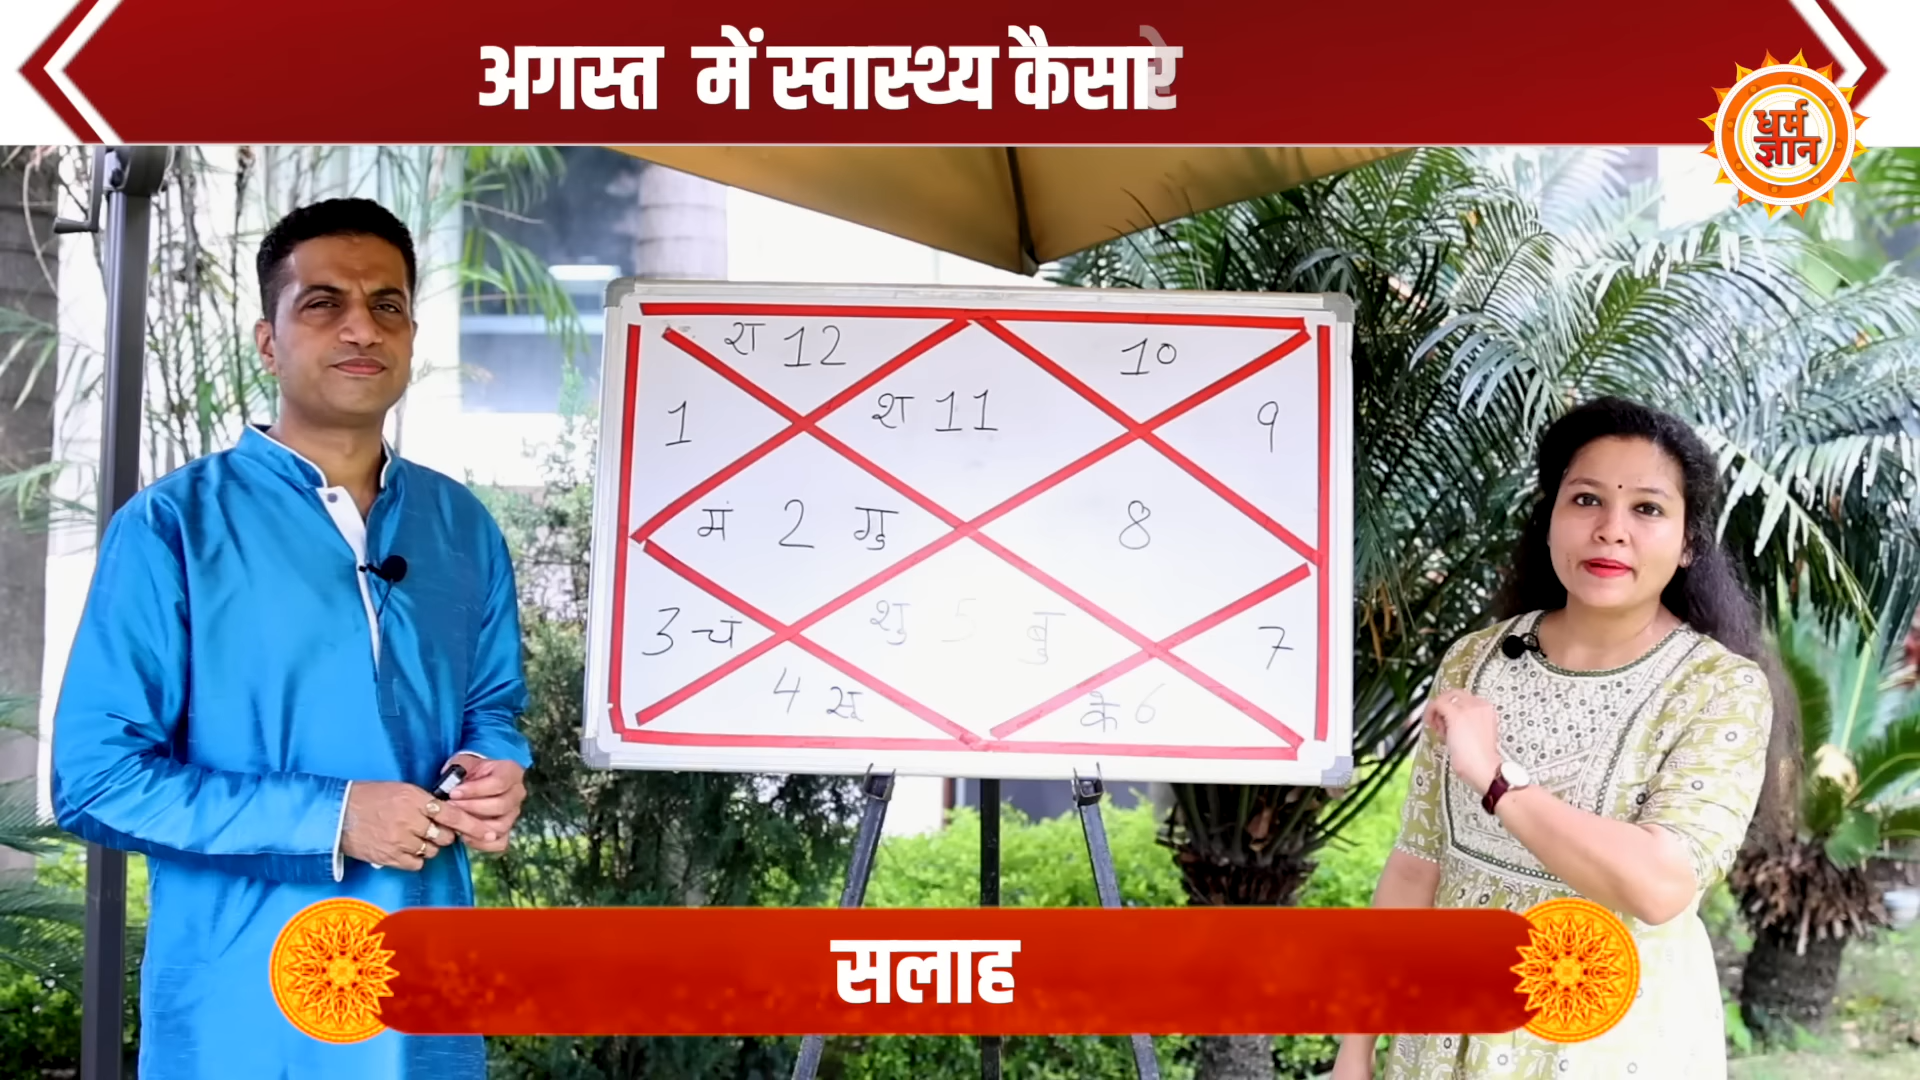 अगस्त में स्वास्थ्य कैसा रे
धर्म
ज्ञान
रा 12
10
1
श 11
9
मं 2 गु
8
3 चं
शु 5 बु
7
4 सू
के 6
सलाह